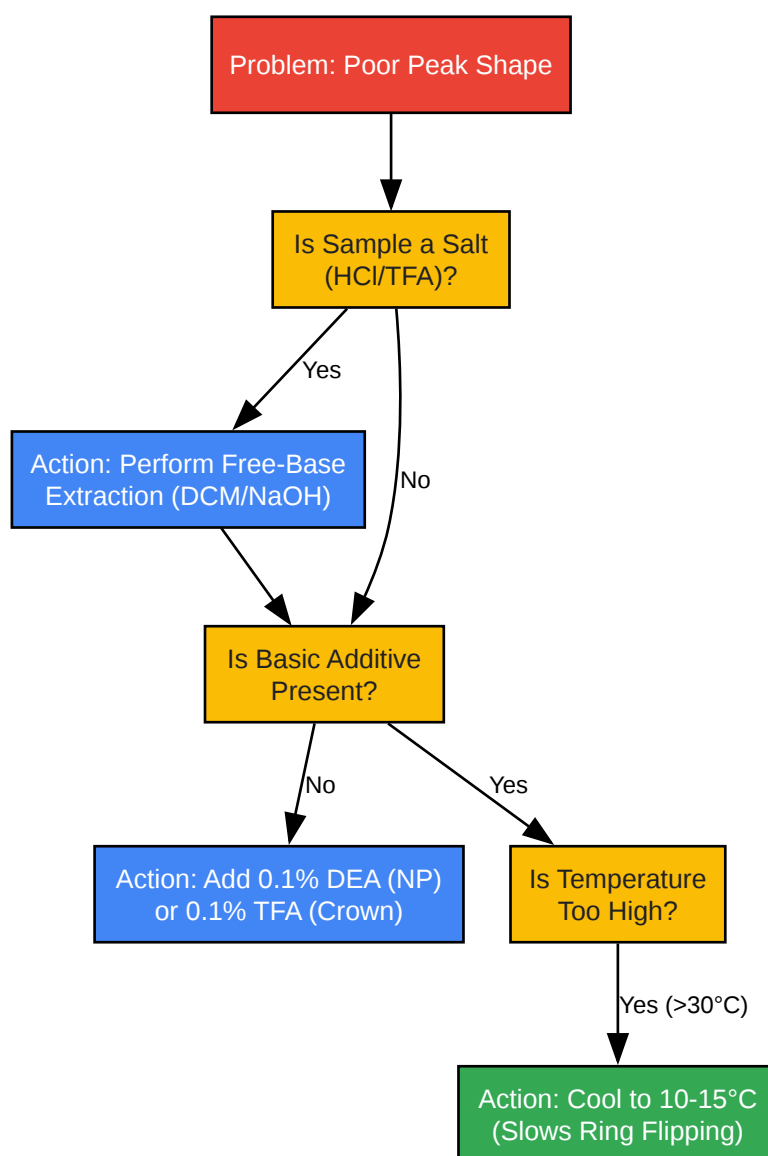 Problem: Poor Peak Shape
Is Sample a Salt
(HCl/TFA)?
Yes
Action: Perform Free-Base
Extraction (DCM/NaOH)
No
Is Basic Additive
Present?
No
Yes
Action: Add 0.1% DEA (NP)
or 0.1% TFA (Crown)
Is Temperature
Too High?
Yes (>30°C)
Action: Cool to 10-15°C
(Slows Ring Flipping)